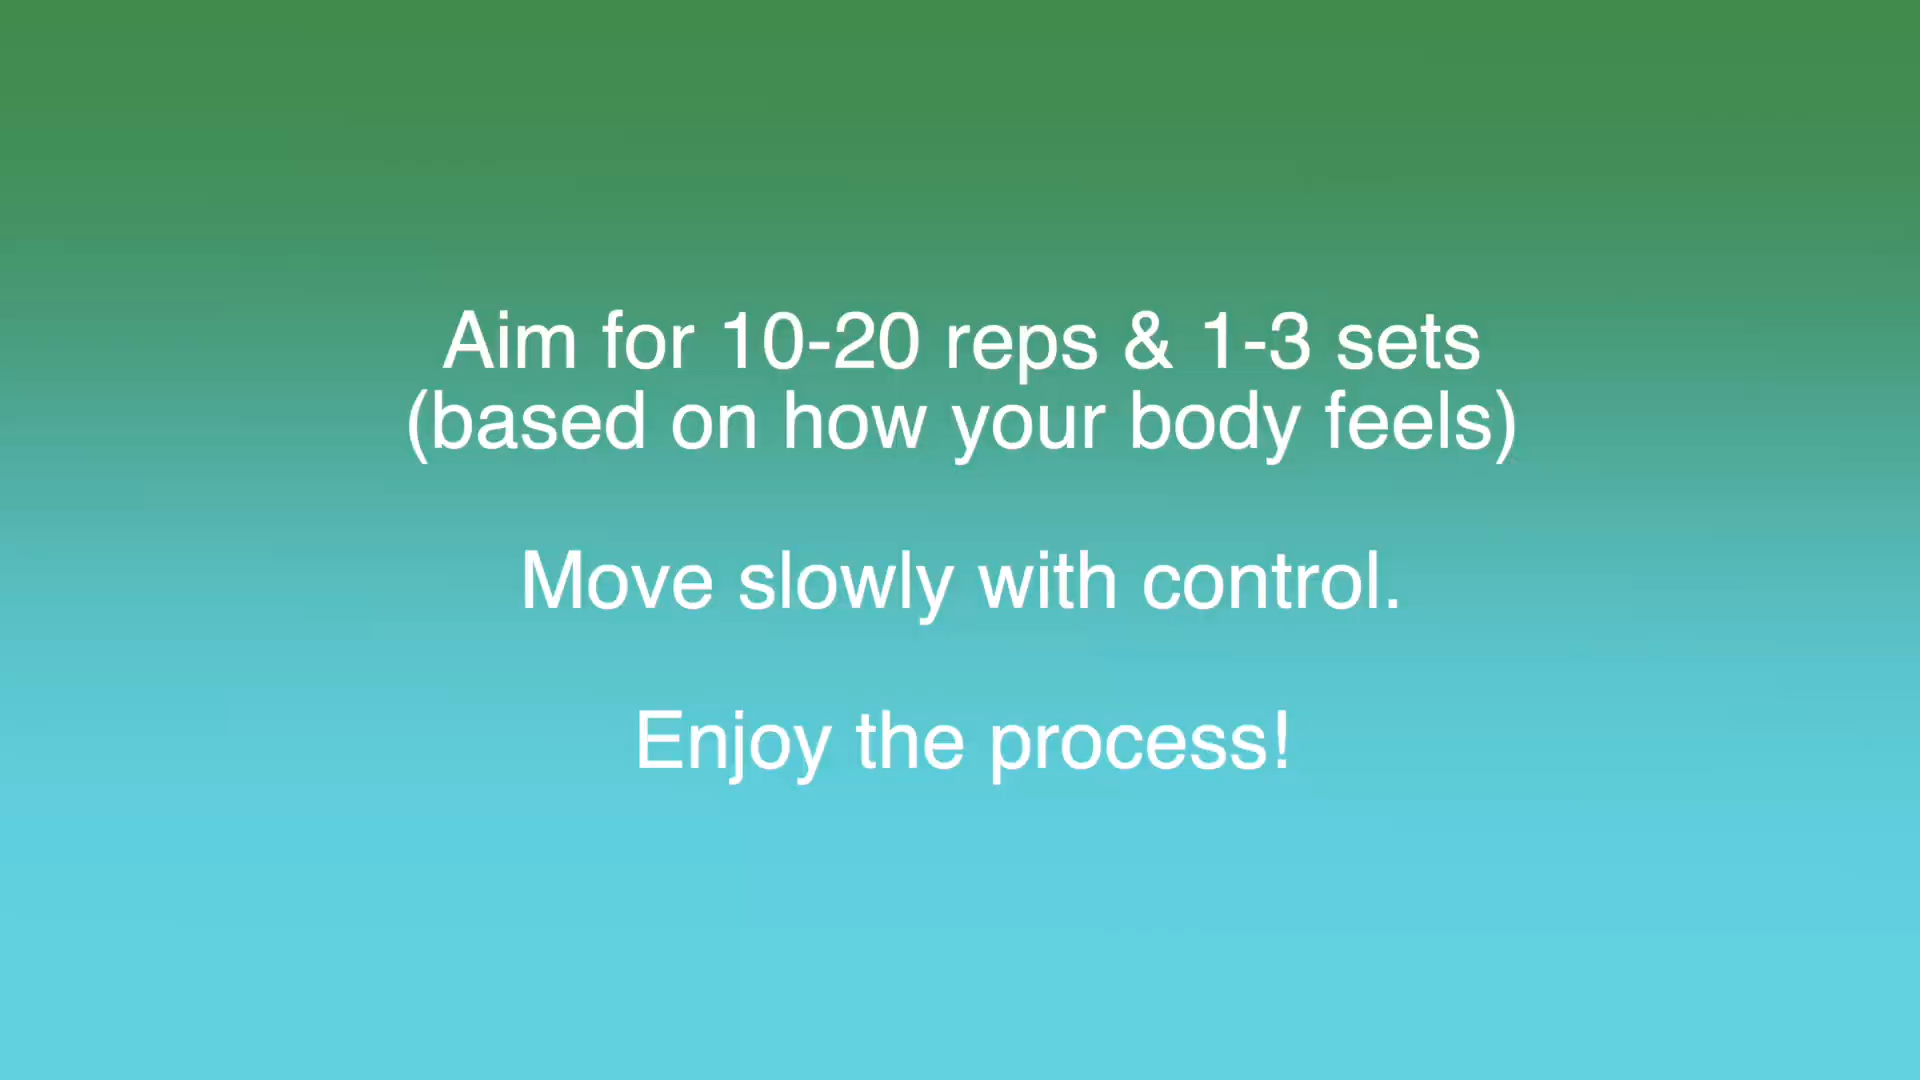 Aim for 10-20 reps & 1-3 sets
(based on how your body feels)
Move slowly with control.
Enjoy the process!